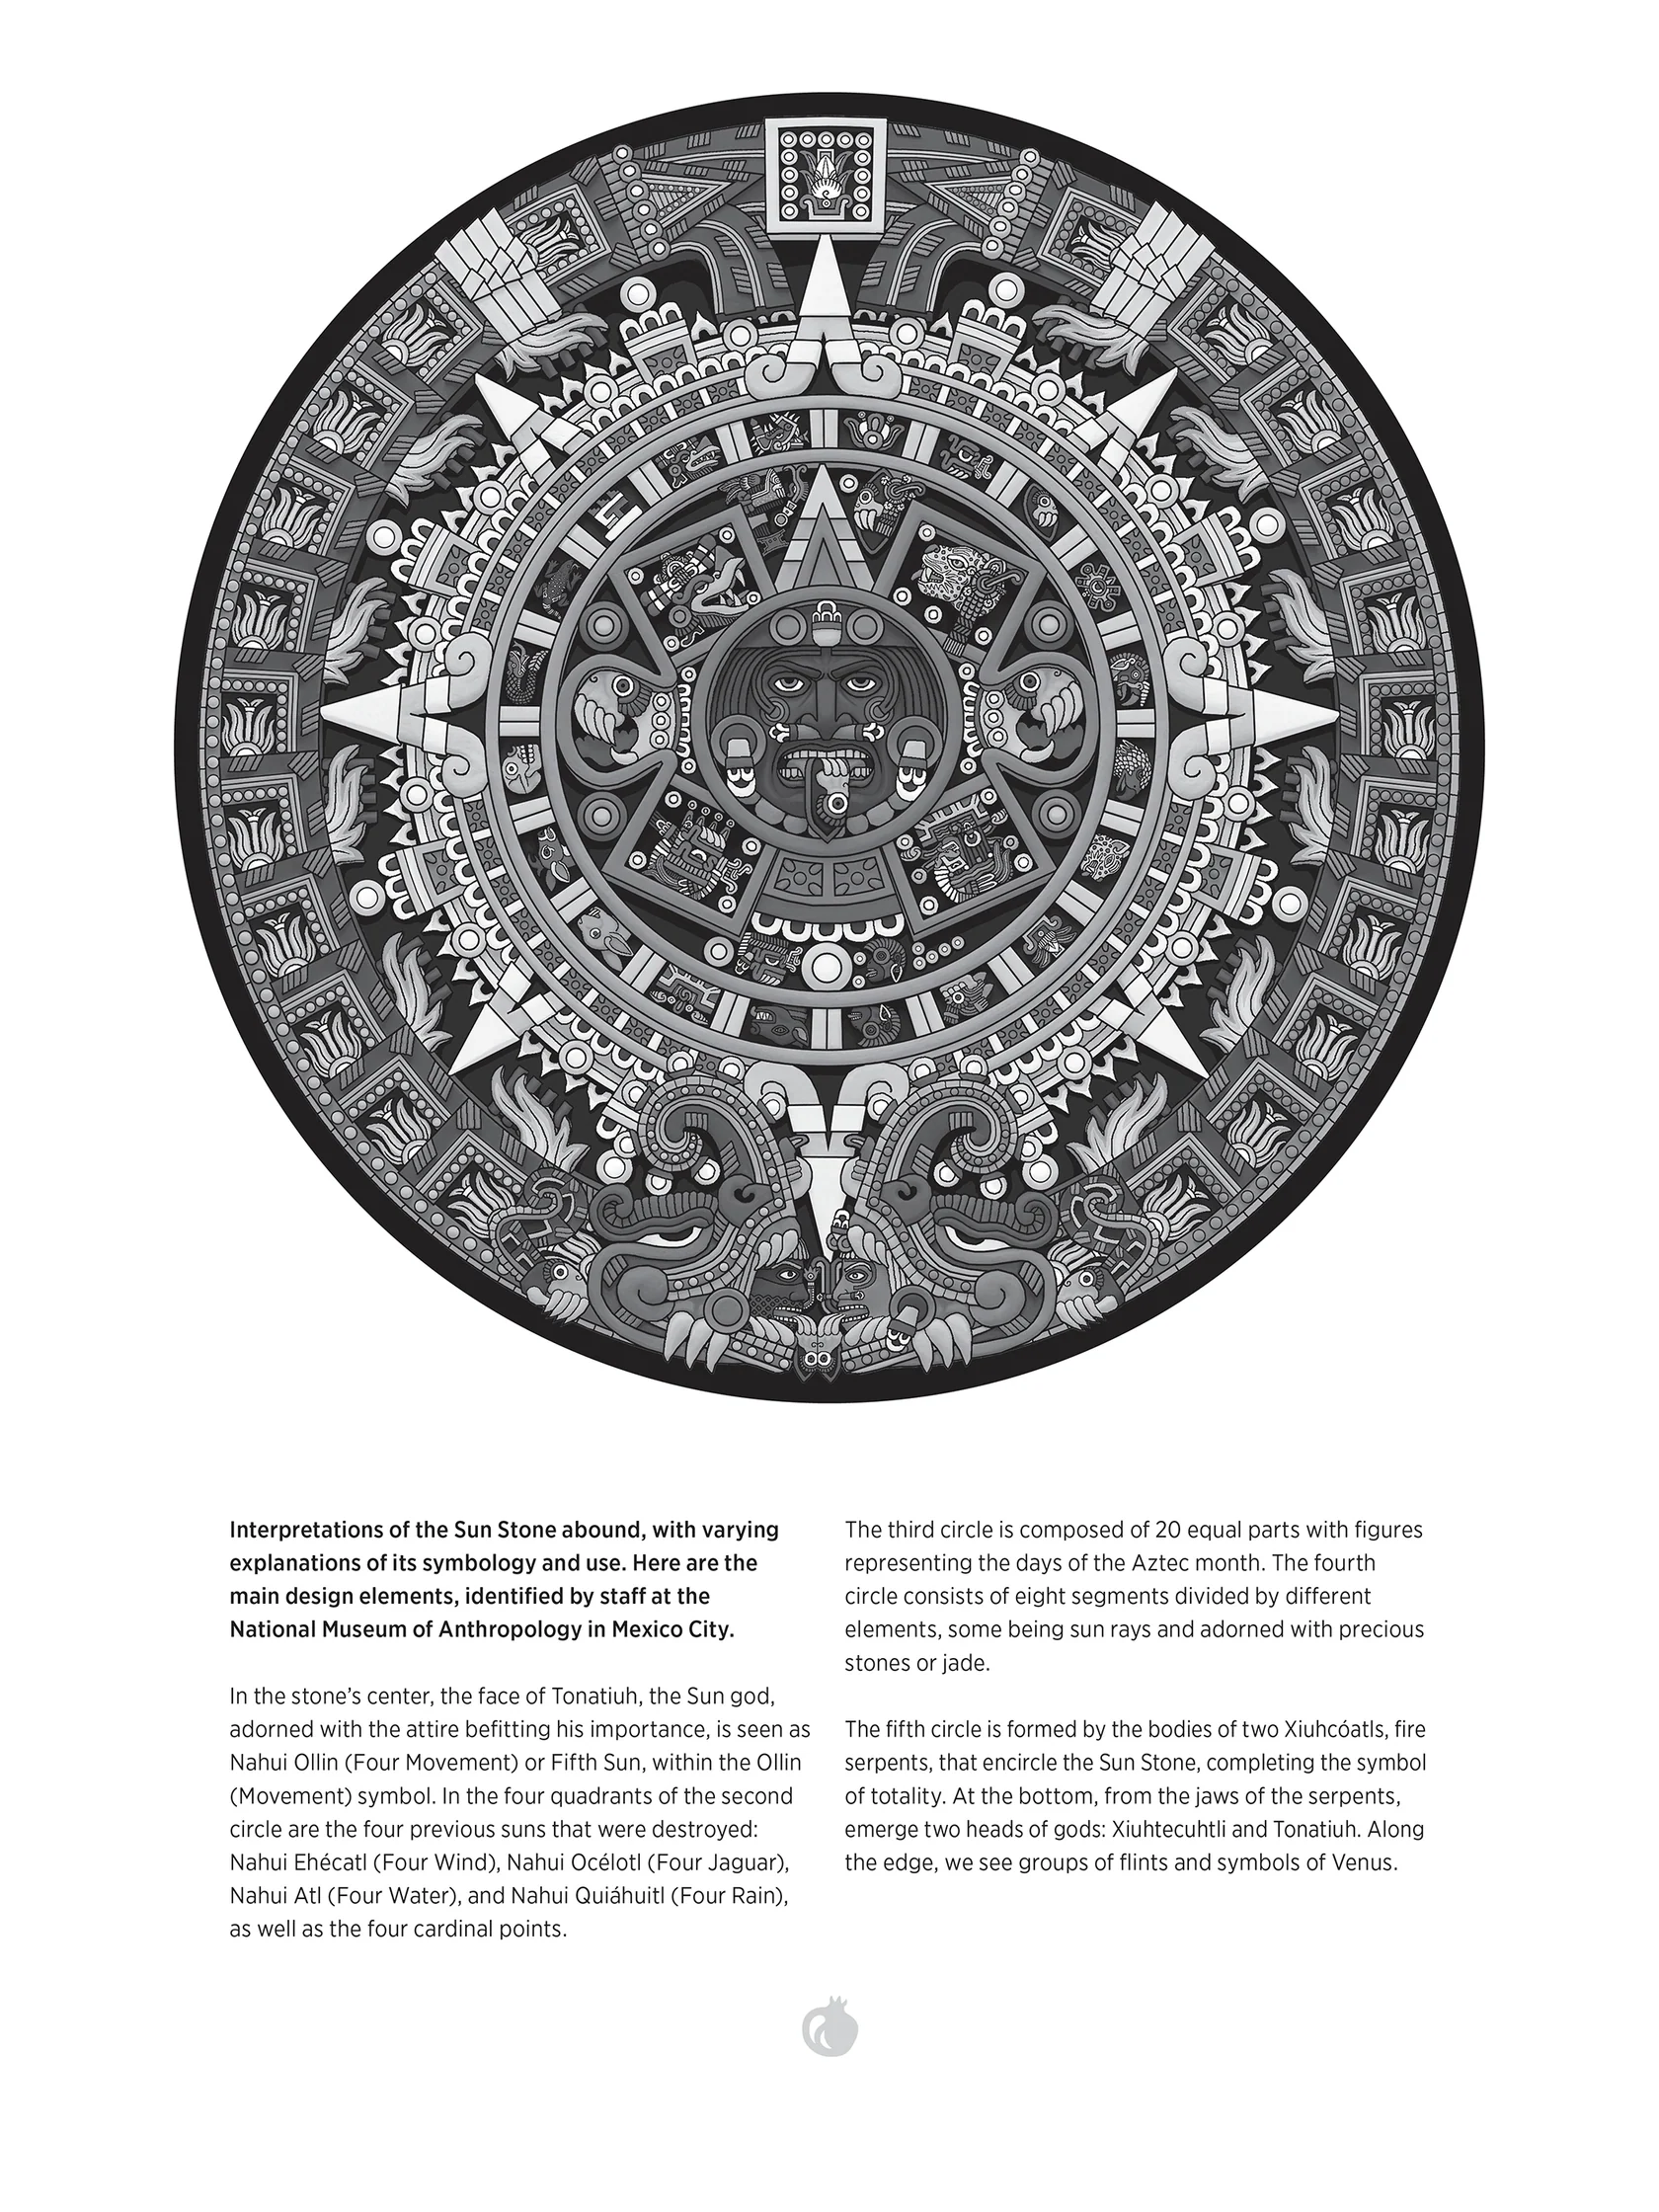 Interpretations of the Sun Stone abound, with varying
explanations of its symbology and use. Here are the
main design elements, identified by staff at the
National Museum of Anthropology in Mexico City.
In the stone’s center, the face of Tonatiuh, the Sun god,
adorned with the attire befitting his importance, is seen as
Nahui Ollin (Four Movement) or Fifth Sun, within the Ollin
(Movement) symbol. In the four quadrants of the second
circle are the four previous suns that were destroyed:
Nahui Ehécatl (Four Wind), Nahui Océlotl (Four Jaguar),
Nahui Atl (Four Water), and Nahui Quiáhuitl (Four Rain),
as well as the four cardinal points.
The third circle is composed of 20 equal parts with figures
representing the days of the Aztec month. The fourth
circle consists of eight segments divided by different
elements, some being sun rays and adorned with precious
stones or jade.
The fifth circle is formed by the bodies of two Xiuhcóatls, fire
serpents, that encircle the Sun Stone, completing the symbol
of totality. At the bottom, from the jaws of the serpents,
emerge two heads of gods: Xiuhtecuhtli and Tonatiuh. Along
the edge, we see groups of flints and symbols of Venus.